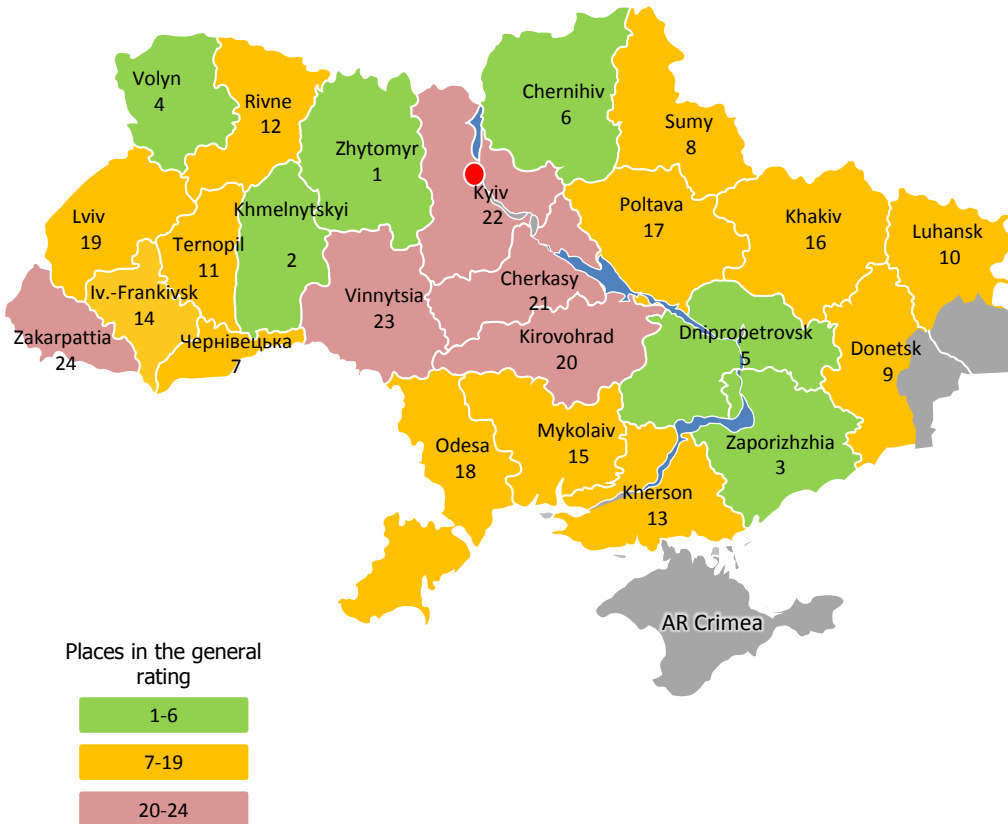 Volyn
4
Rivne
12
Zhytomyr
1
Chernihiv
6
Sumy
8
Kyiv
22
Lviv
19
Khmelnytskyi
2
Ternopil
11
Poltava
17
Khakiv
16
Luhansk
10
Iv.-Frankivsk
14
Vinnytsia
23
Cherkasy
21
Zakarpattia
24
Чернівецька
7
Kirovohrad
20
Dnipropetrovsk
5
Donetsk
9
Odesa
18
Mykolaiv
15
Zaporizhzhia
3
Kherson
13
AR Crimea
Places in the general
rating
1-6
7-19
20-24